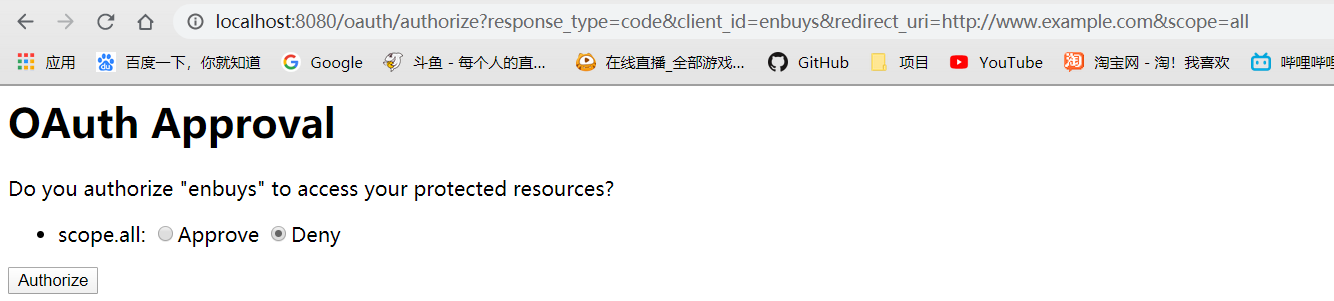 localhost:8080/oauth/authorize?response_type=code&client_id=enbuys&redirect_uri=http://www.example.com&scope=all
应用 百度一下，你就知道 Google 斗鱼 - 每个人的直... 在线直播_全部游戏... GitHub 项目 YouTube 淘 淘宝网 - 淘！我喜欢 哔哩哔哩
OAuth Approval
Do you authorize "enbuys" to access your protected resources?
• scope.all: Approve Deny
Authorize